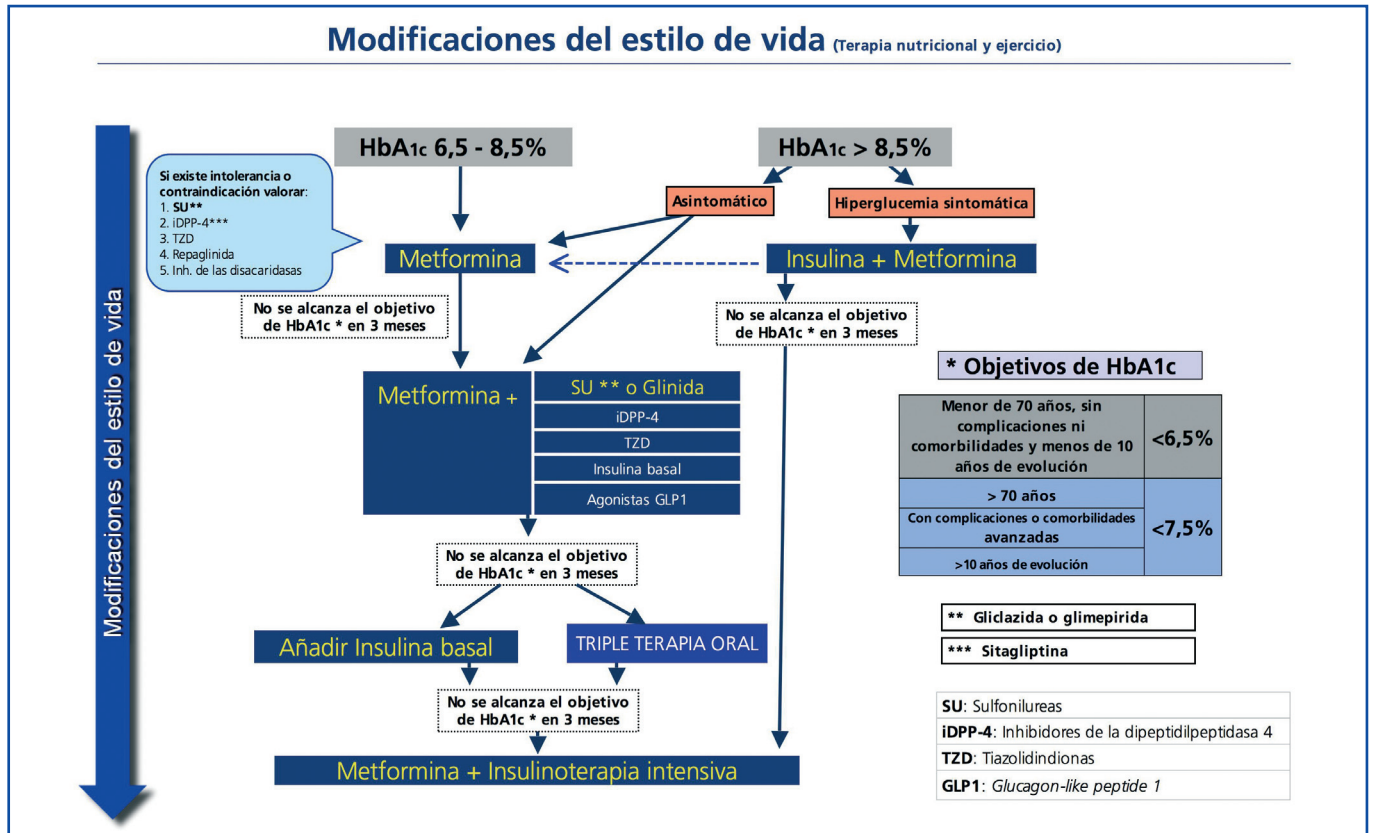 Modificaciones del estilo de vida (Terapia nutricional y ejercicio)
Modificaciones del estilo de vida
HbA1c 6,5 - 8,5%
HbA1c > 8,5%
Si existe intolerancia o
contraindicación valorar:
1. SU**
2. iDPP-4***
3. TZD
4. Repaglinida
5. Inh. de las disacaridasas
Asintomático
Hiperglucemia sintomática
Metformina
Insulina + Metformina
No se alcanza el objetivo
de HbA1c * en 3 meses
No se alcanza el objetivo
de HbA1c * en 3 meses
Metformina +
SU ** o Glinida
iDPP-4
TZD
Insulina basal
Agonistas GLP1
No se alcanza el objetivo
de HbA1c * en 3 meses
Añadir Insulina basal
TRIPLE TERAPIA ORAL
No se alcanza el objetivo
de HbA1c * en 3 meses
Metformina + Insulinoterapia intensiva
* Objetivos de HbA1c
Menor de 70 años, sin
complicaciones ni
comorbilidades y menos de 10
años de evolución
<6,5%
> 70 años
Con complicaciones o comorbilidades
avanzadas
>10 años de evolución
<7,5%
** Gliclazida o glimepirida
*** Sitagliptina
SU: Sulfonilureas
iDPP-4: Inhibidores de la dipeptidilpeptidasa 4
TZD: Tiazolidindionas
GLP1: Glucagon-like peptide 1